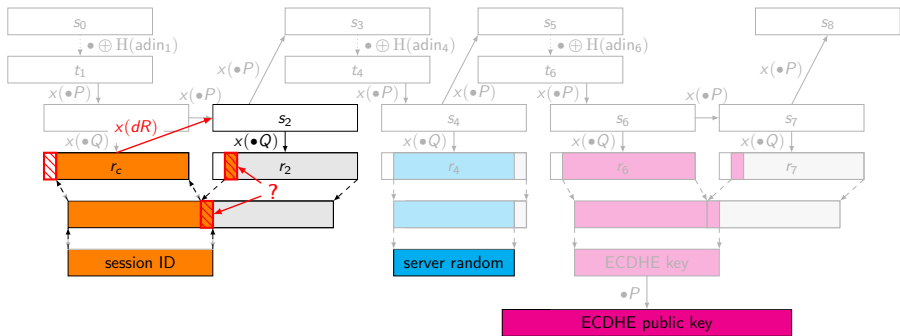 s₀ s₃ s₅ s₈
• ⊕ H(adin₁) • ⊕ H(adin₄) • ⊕ H(adin₆)
t₁ x(•P) t₄ x(•P) t₆ x(•P)
x(•P) x(•P) x(•P) x(•P) x(•P)
x(dR) s₂ s₄ s₆ s₇
x(•Q) x(•Q) x(•Q) x(•Q) x(•Q)
r_c r₂ r₄ r₆ r₇
?
session ID server random ECDHE key
•P
ECDHE public key